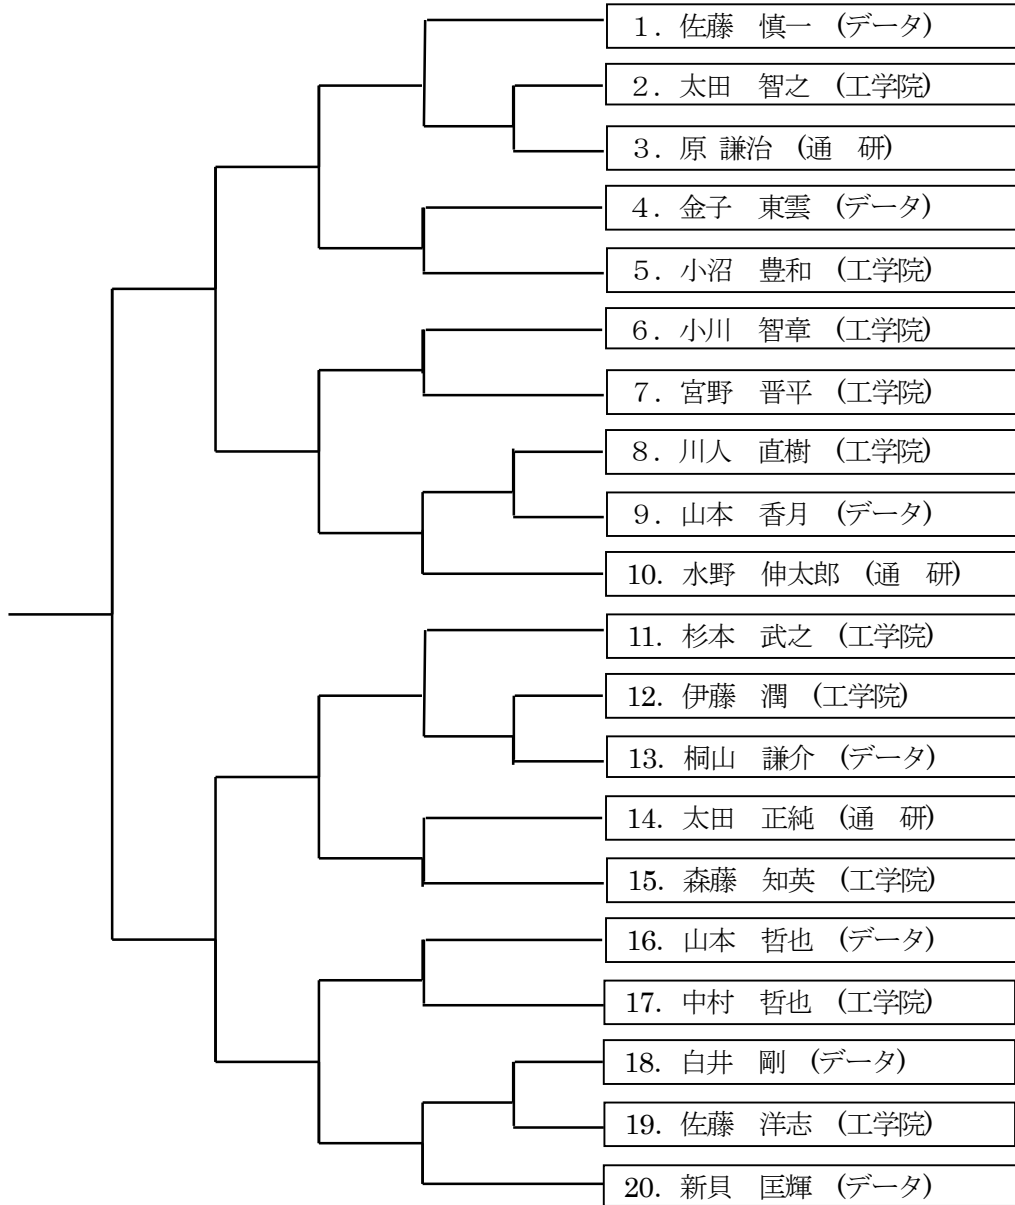 1．佐藤　慎一　(データ)
2．太田　智之　(工学院)
3．原 謙治　(通　研)
4．金子　東雲　(データ)
5．小沼　豊和　(工学院)
6．小川　智章　(工学院)
7．宮野　晋平　(工学院)
8．川人　直樹　(工学院)
9．山本　香月　(データ)
10．水野　伸太郎　(通　研)
11．杉本　武之　(工学院)
12．伊藤　潤　(工学院)
13．桐山　謙介　(データ)
14．太田　正純　(通　研)
15．森藤　知英　(工学院)
16．山本　哲也　(データ)
17．中村　哲也　(工学院)
18．白井　剛　(データ)
19．佐藤　洋志　(工学院)
20．新貝　匡輝　(データ)